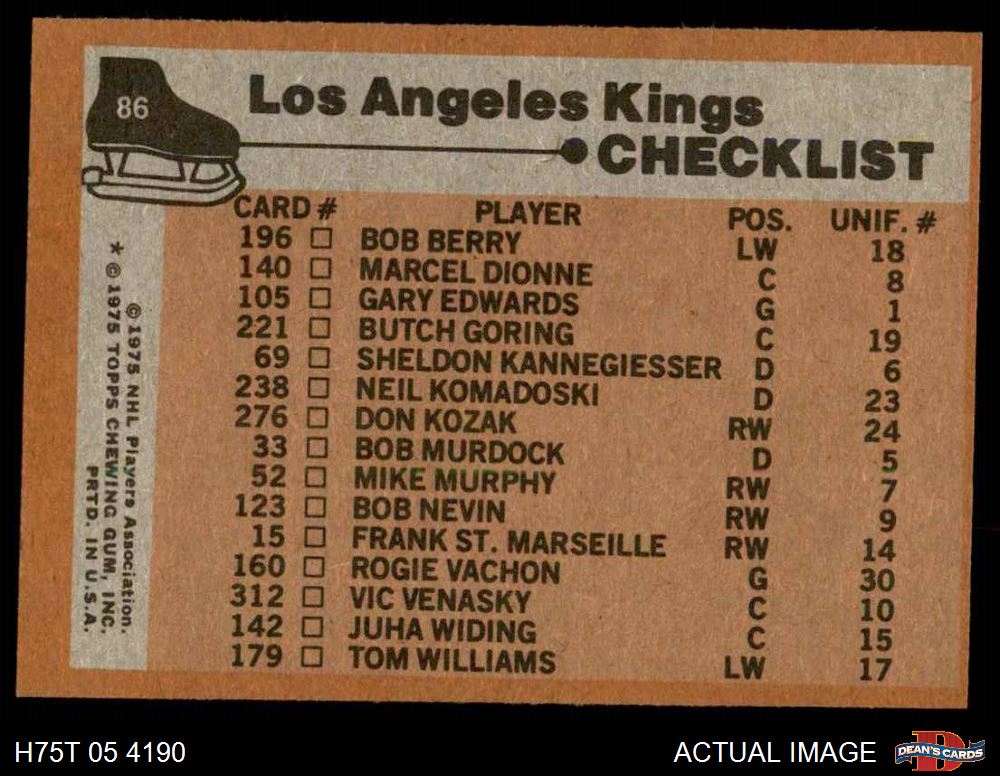 86
Los Angeles Kings
CHECKLIST
CARD # PLAYER POS. UNIF. #
196 BOB BERRY LW 18
140 MARCEL DIONNE C 8
105 GARY EDWARDS G 1
221 BUTCH GORING C 19
69 SHELDON KANNEGIESSER D 6
238 NEIL KOMADOSKI D 23
276 DON KOZAK RW 24
33 BOB MURDOCK D 5
52 MIKE MURPHY RW 7
123 BOB NEVIN RW 9
15 FRANK ST. MARSEILLE RW 14
160 ROGIE VACHON G 30
312 VIC VENASKY C 10
142 JUHA WIDING C 15
179 TOM WILLIAMS LW 17
© 1975 NHL Players Association.
* © 1975 TOPPS CHEWING GUM, INC.
PRTD. IN U.S.A.
H75T 05 4190
ACTUAL IMAGE
DEAN'S CARDS